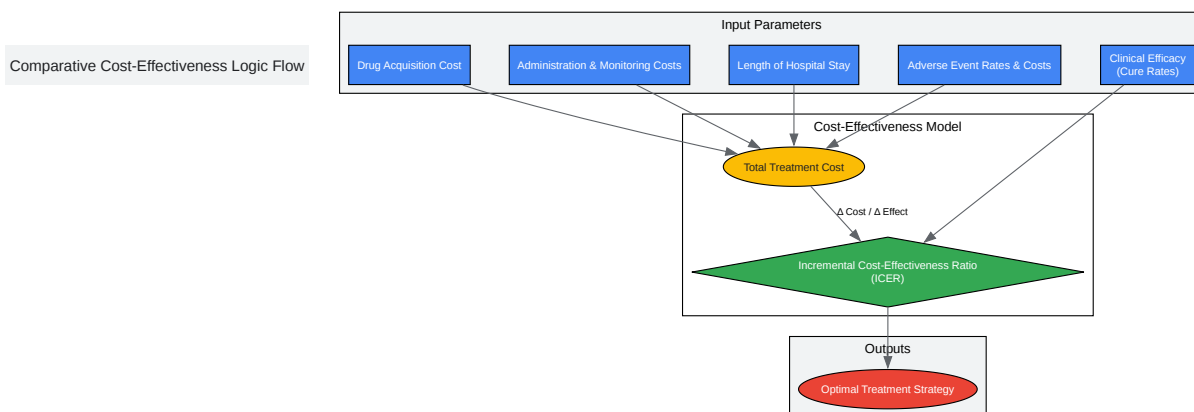 Input Parameters
Comparative Cost-Effectiveness Logic Flow
Drug Acquisition Cost
Administration & Monitoring Costs
Length of Hospital Stay
Adverse Event Rates & Costs
Clinical Efficacy
(Cure Rates)
Cost-Effectiveness Model
Total Treatment Cost
Δ Cost / Δ Effect
Incremental Cost-Effectiveness Ratio
(ICER)
Outputs
Optimal Treatment Strategy